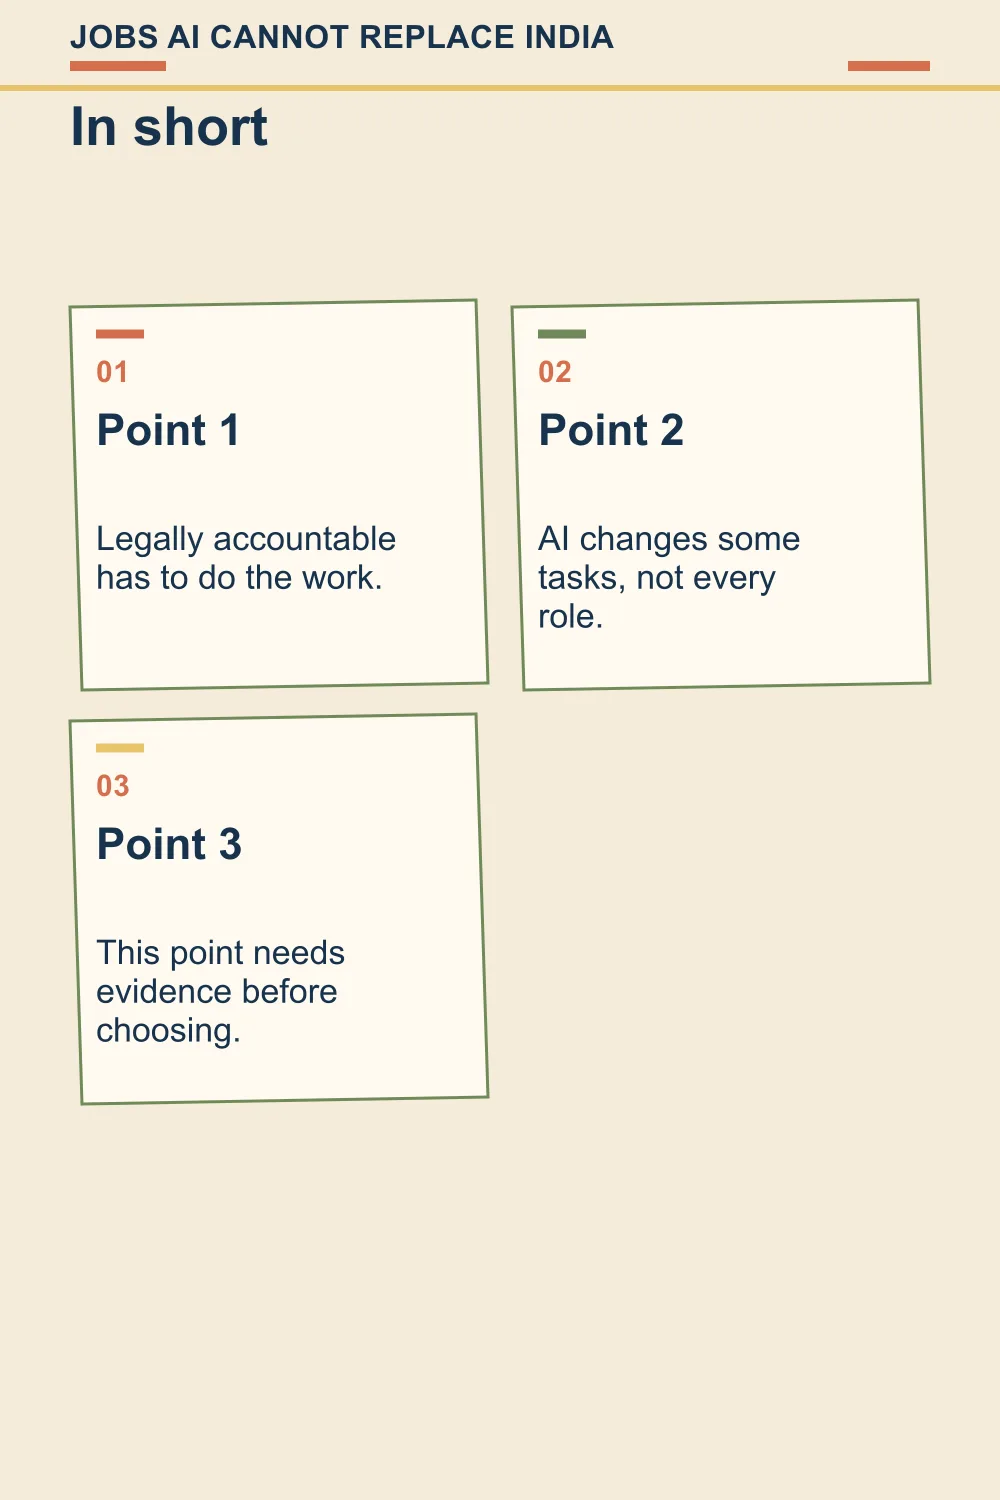 JOBS AI CANNOT REPLACE INDIA
In short
01
Point 1
Legally accountable
has to do the work.
02
Point 2
AI changes some
tasks, not every
role.
03
Point 3
This point needs
evidence before
choosing.